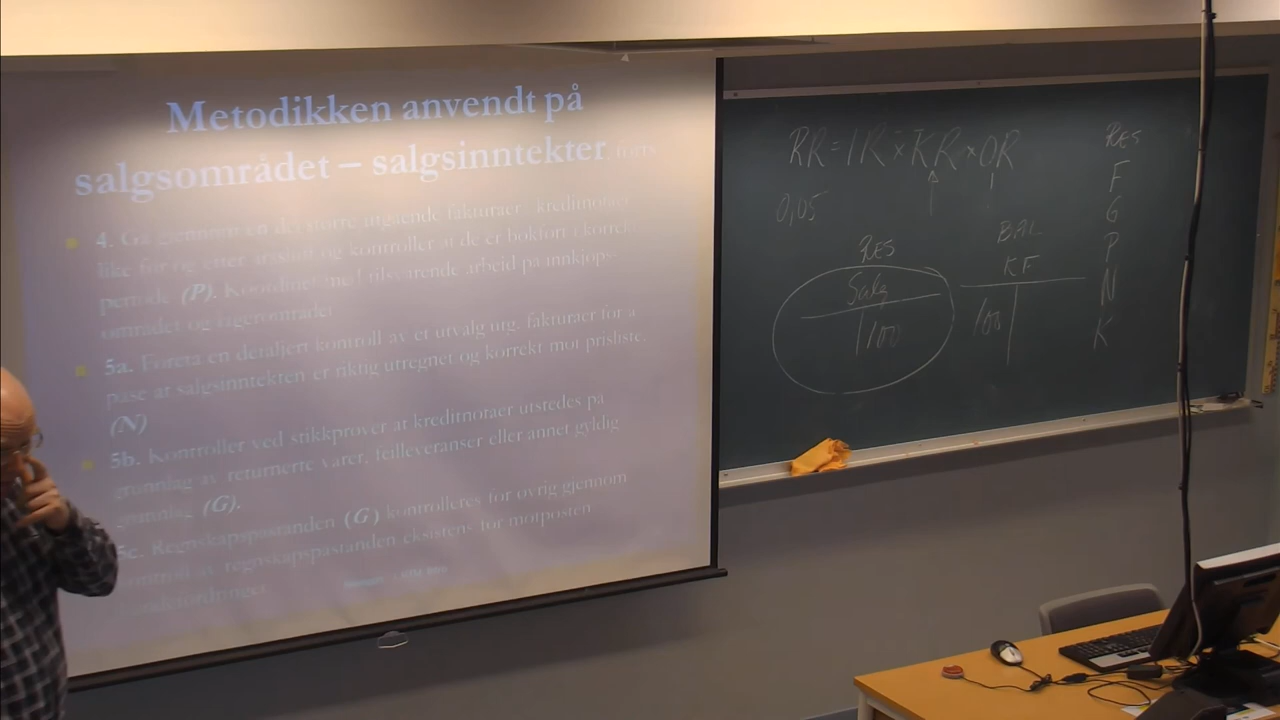 Metodikken anvendt på
salgsområdet – salgsinntekter, forts
4. Gå gjennom en del større utgående fakturaer/kreditnotaer
like før og etter årsslutt og kontroller at de er bokført i korrekt
periode (P). Koordiner med tilsvarende arbeid på innkjøps-
området og lagerområdet
5a. Foreta en detaljert kontroll av et utvalg utg. fakturaer for å
påse at salgsinntekten er riktig utregnet og korrekt mot prisliste.
(N)
5b. Kontroller ved stikkprøver at kreditnotaer utstedes på
grunnlag av returnerte varer, feilleveranser eller annet gyldig
grunnlag (G).
5c. Regnskapspåstanden (G) kontrolleres for øvrig gjennom
kontroll av regnskapspåstanden eksistens for motposten
kundefordringer
RR = IR × KR × OR
0,05
RES
Salg
100
BAL
KF
100
RES
F
G
P
N
K